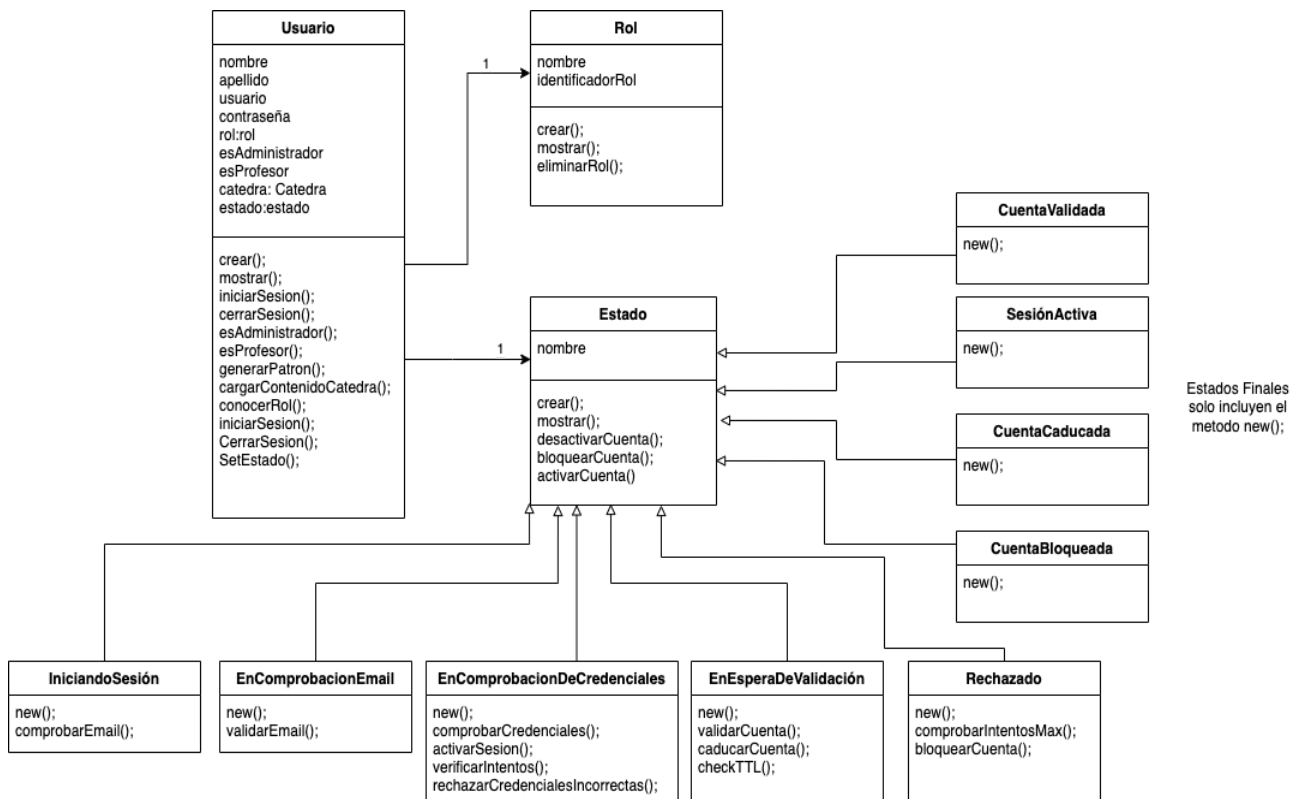 Usuario
nombre
apellido
usuario
contraseña
rol:rol
esAdministrador
esProfesor
catedra: Catedra
estado:estado
crear();
mostrar();
iniciarSesion();
cerrarSesion();
esAdministrador();
esProfesor();
generarPatron();
cargarContenidoCatedra();
conocerRol();
iniciarSesion();
CerrarSesion();
SetEstado();
1
Rol
nombre
identificadorRol
crear();
mostrar();
eliminarRol();
1
Estado
nombre
crear();
mostrar();
desactivarCuenta();
bloquearCuenta();
activarCuenta()
CuentaValidada
new();
SesiónActiva
new();
CuentaCaducada
new();
CuentaBloqueada
new();
Estados Finales
solo incluyen el
metodo new();
IniciandoSesión
new();
comprobarEmail();
EnComprobacionEmail
new();
validarEmail();
EnComprobacionDeCredenciales
new();
comprobarCredenciales();
activarSesion();
verificarIntentos();
rechazarCredencialesIncorrectas();
EnEsperaDeValidación
new();
validarCuenta();
caducarCuenta();
checkTTL();
Rechazado
new();
comprobarIntentosMax();
bloquearCuenta();